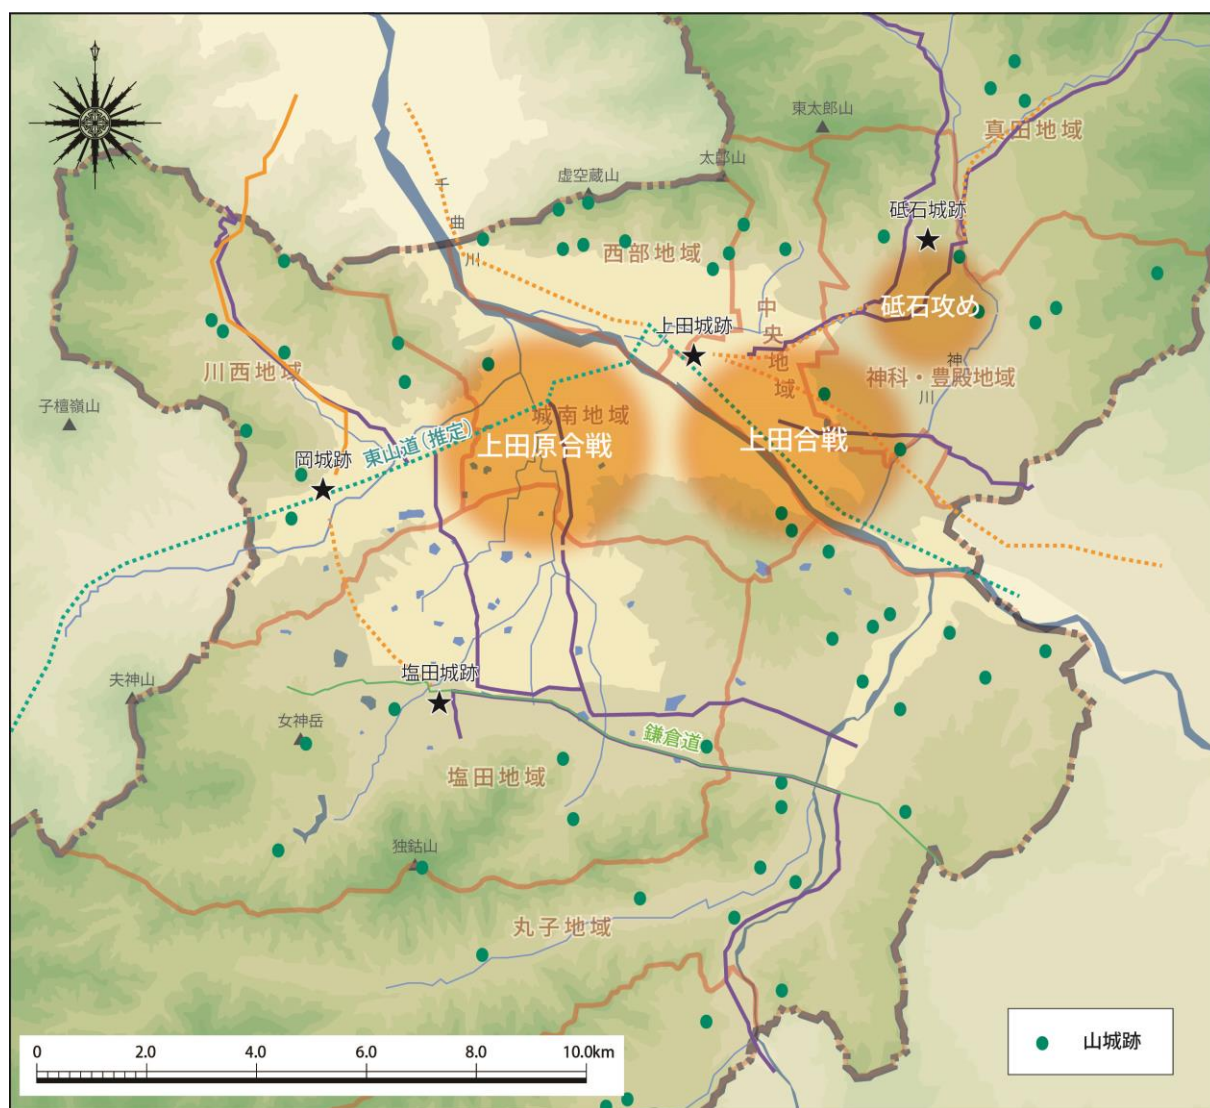 東太郎山
真田地域
太郎山
虚空蔵山
千曲川
砥石城跡
西部地域
砥石攻め
上田城跡
中央地域
川西地域
神科・豊殿地域
神川
子檀嶺山
城南地域
上田原合戦
上田合戦
東山道(推定)
岡城跡
塩田城跡
夫神山
女神岳
鎌倉道
塩田地域
独鈷山
丸子地域
山城跡
0 2.0 4.0 6.0 8.0 10.0km